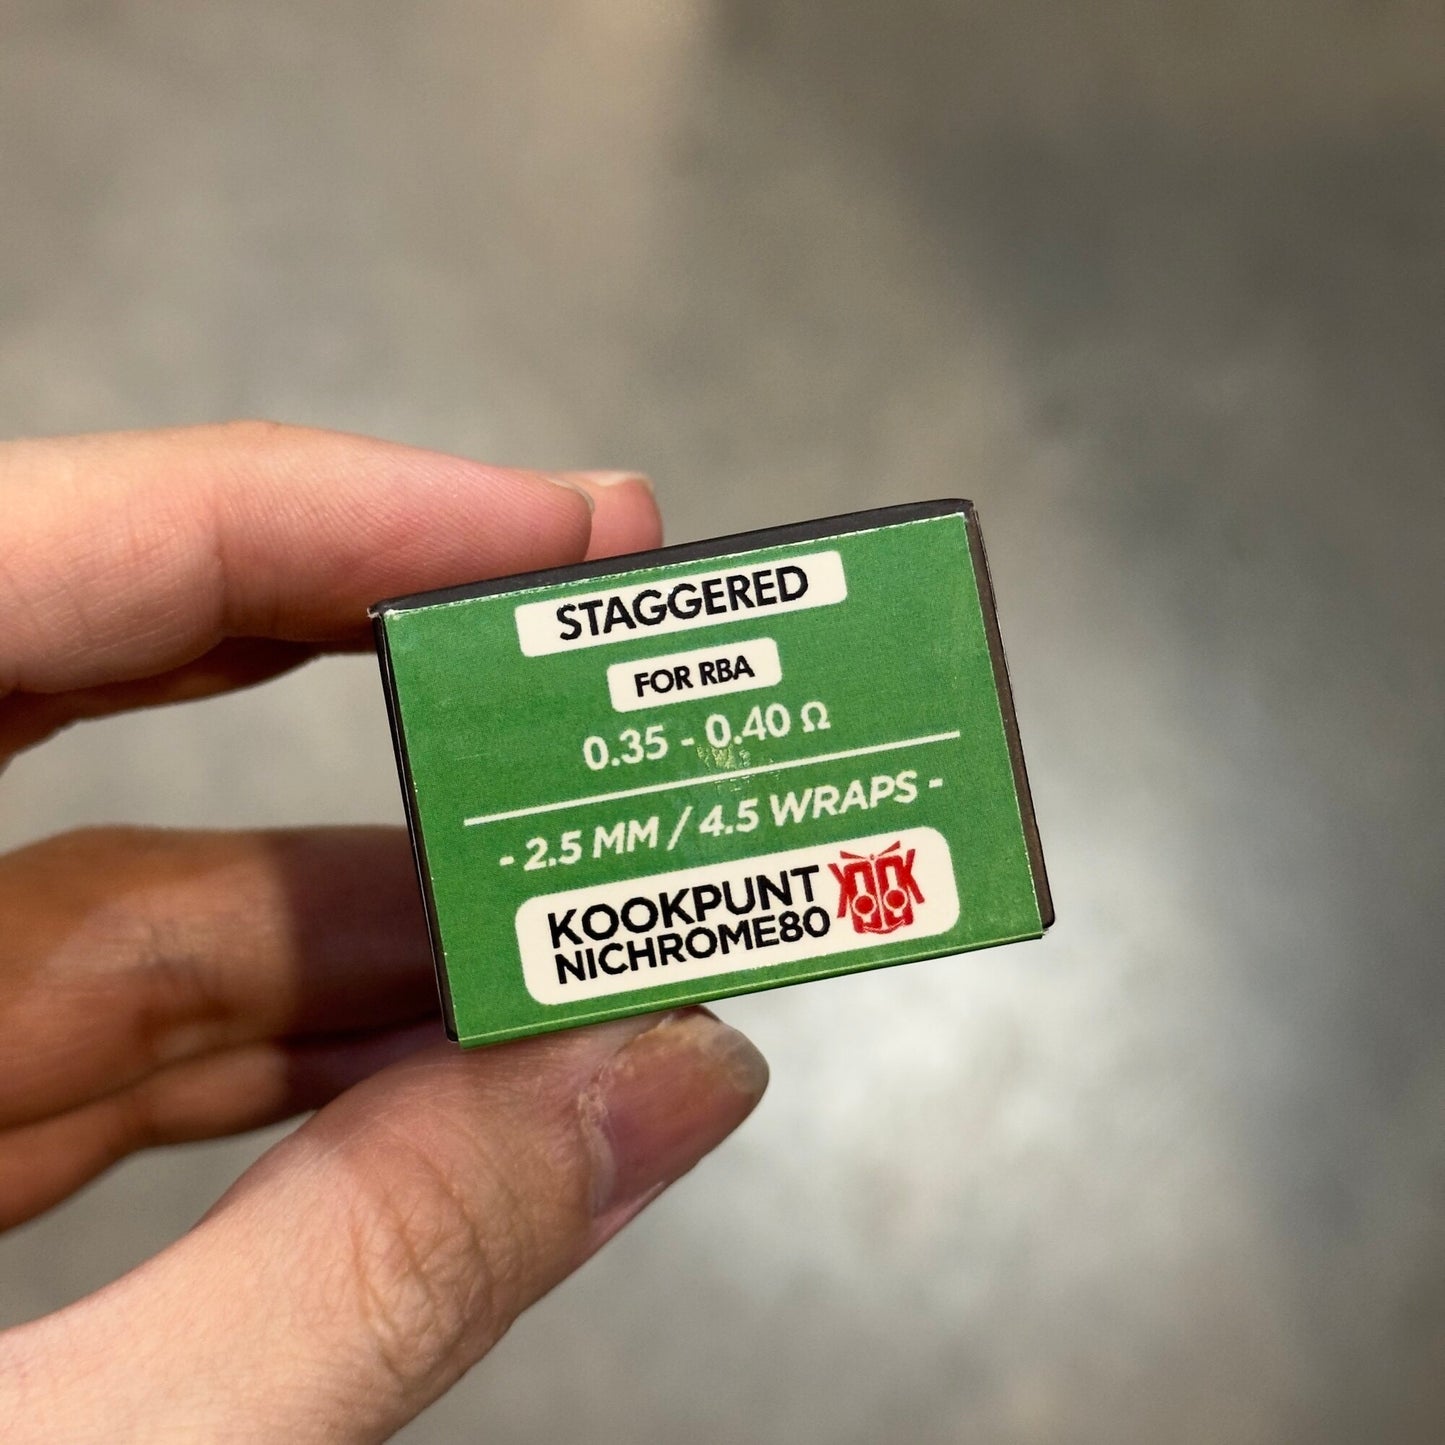 STAGGERED
FOR RBA
0.35 - 0.40 Ω
- 2.5 MM / 4.5 WRAPS -
KOOKPUNT
NICHROME80